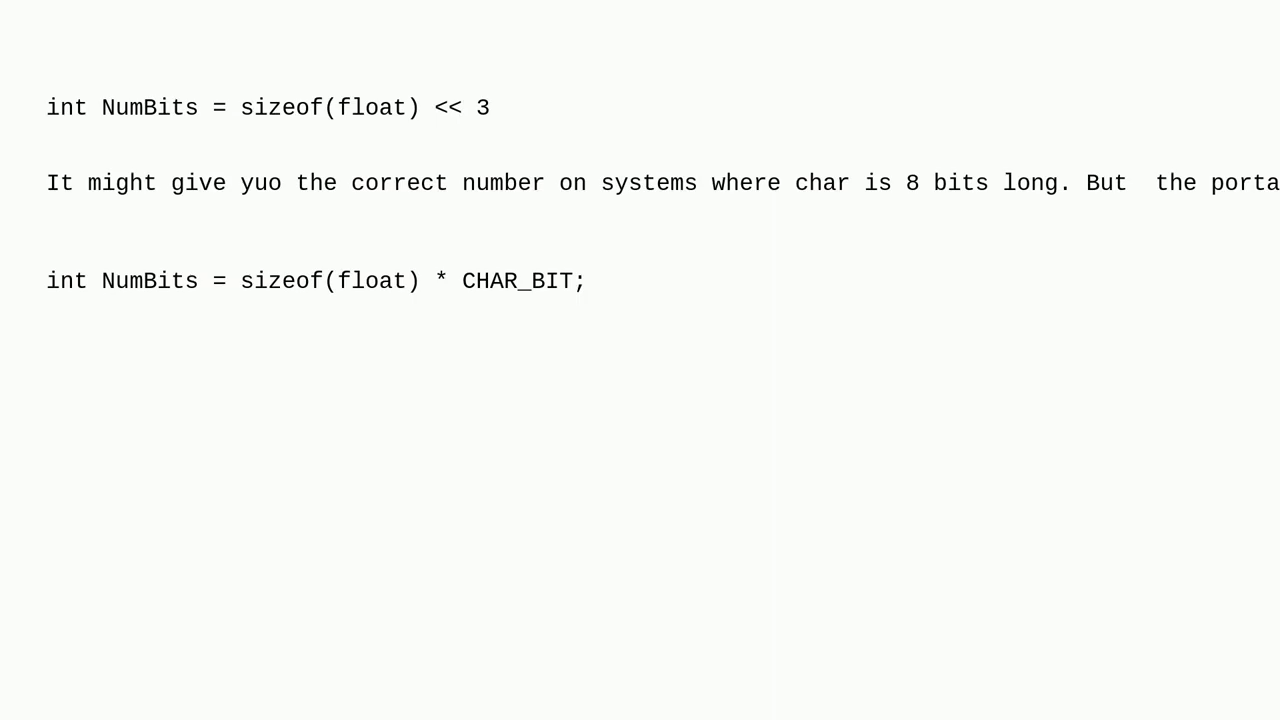 int NumBits = sizeof(float) << 3
It might give yuo the correct number on systems where char is 8 bits long. But  the porta
int NumBits = sizeof(float) * CHAR_BIT;